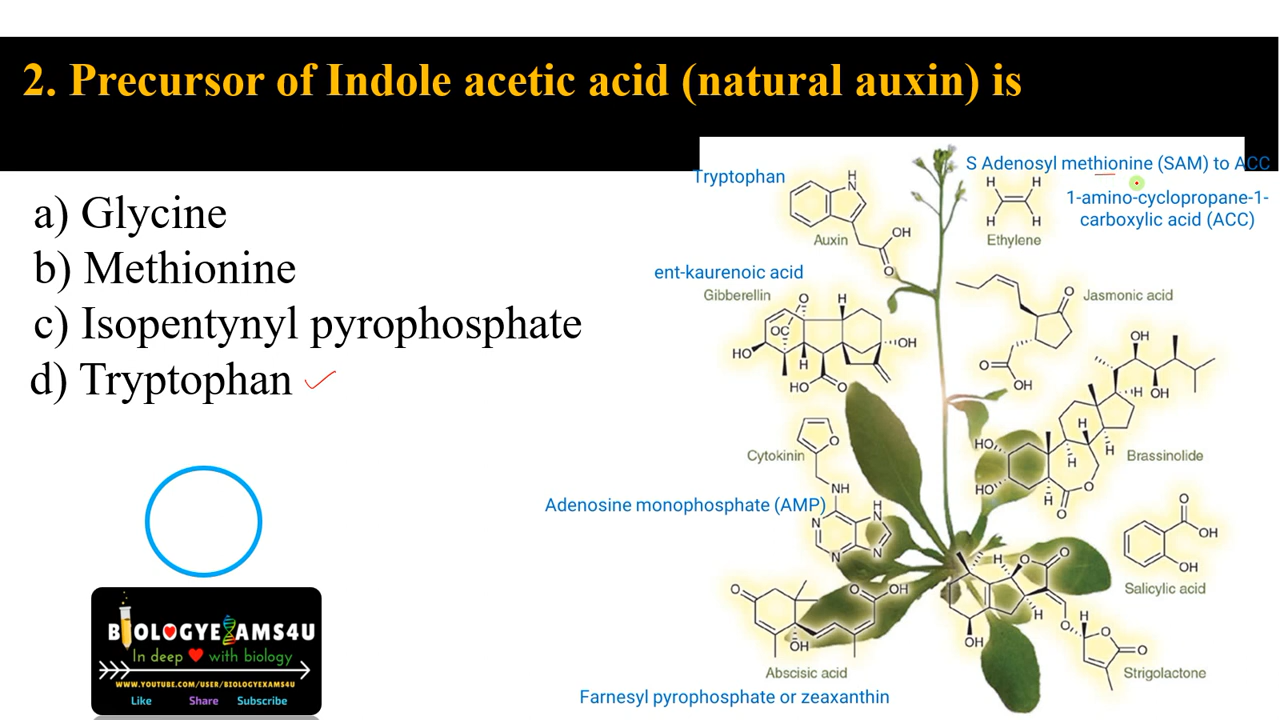 2. Precursor of Indole acetic acid (natural auxin) is
a) Glycine
b) Methionine
c) Isopentynyl pyrophosphate
d) Tryptophan
Tryptophan
S Adenosyl methionine (SAM) to ACC
1-amino-cyclopropane-1-
carboxylic acid (ACC)
H
N
OH
O
Auxin
H H
H H
Ethylene
ent-kaurenoic acid
Gibberellin
O H
OC
HO
OH
H
HO O
Jasmonic acid
O
O
OH
Cytokinin
O
NH
H
N
N
N
N
Adenosine monophosphate (AMP)
OH
H OH
HO
HO
H
H
H
H
O
O
Brassinolide
O
OH
OH
Salicylic acid
O
O
OH
OH
Abscisic acid
Farnesyl pyrophosphate or zeaxanthin
H
O
O
H
OH
O
H
O
O
Strigolactone
BIOLOGYEXAMS4U
In deep ❤ with biology
WWW.YOUTUBE.COM/USER/BIOLOGYEXAMS4U
Like Share Subscribe